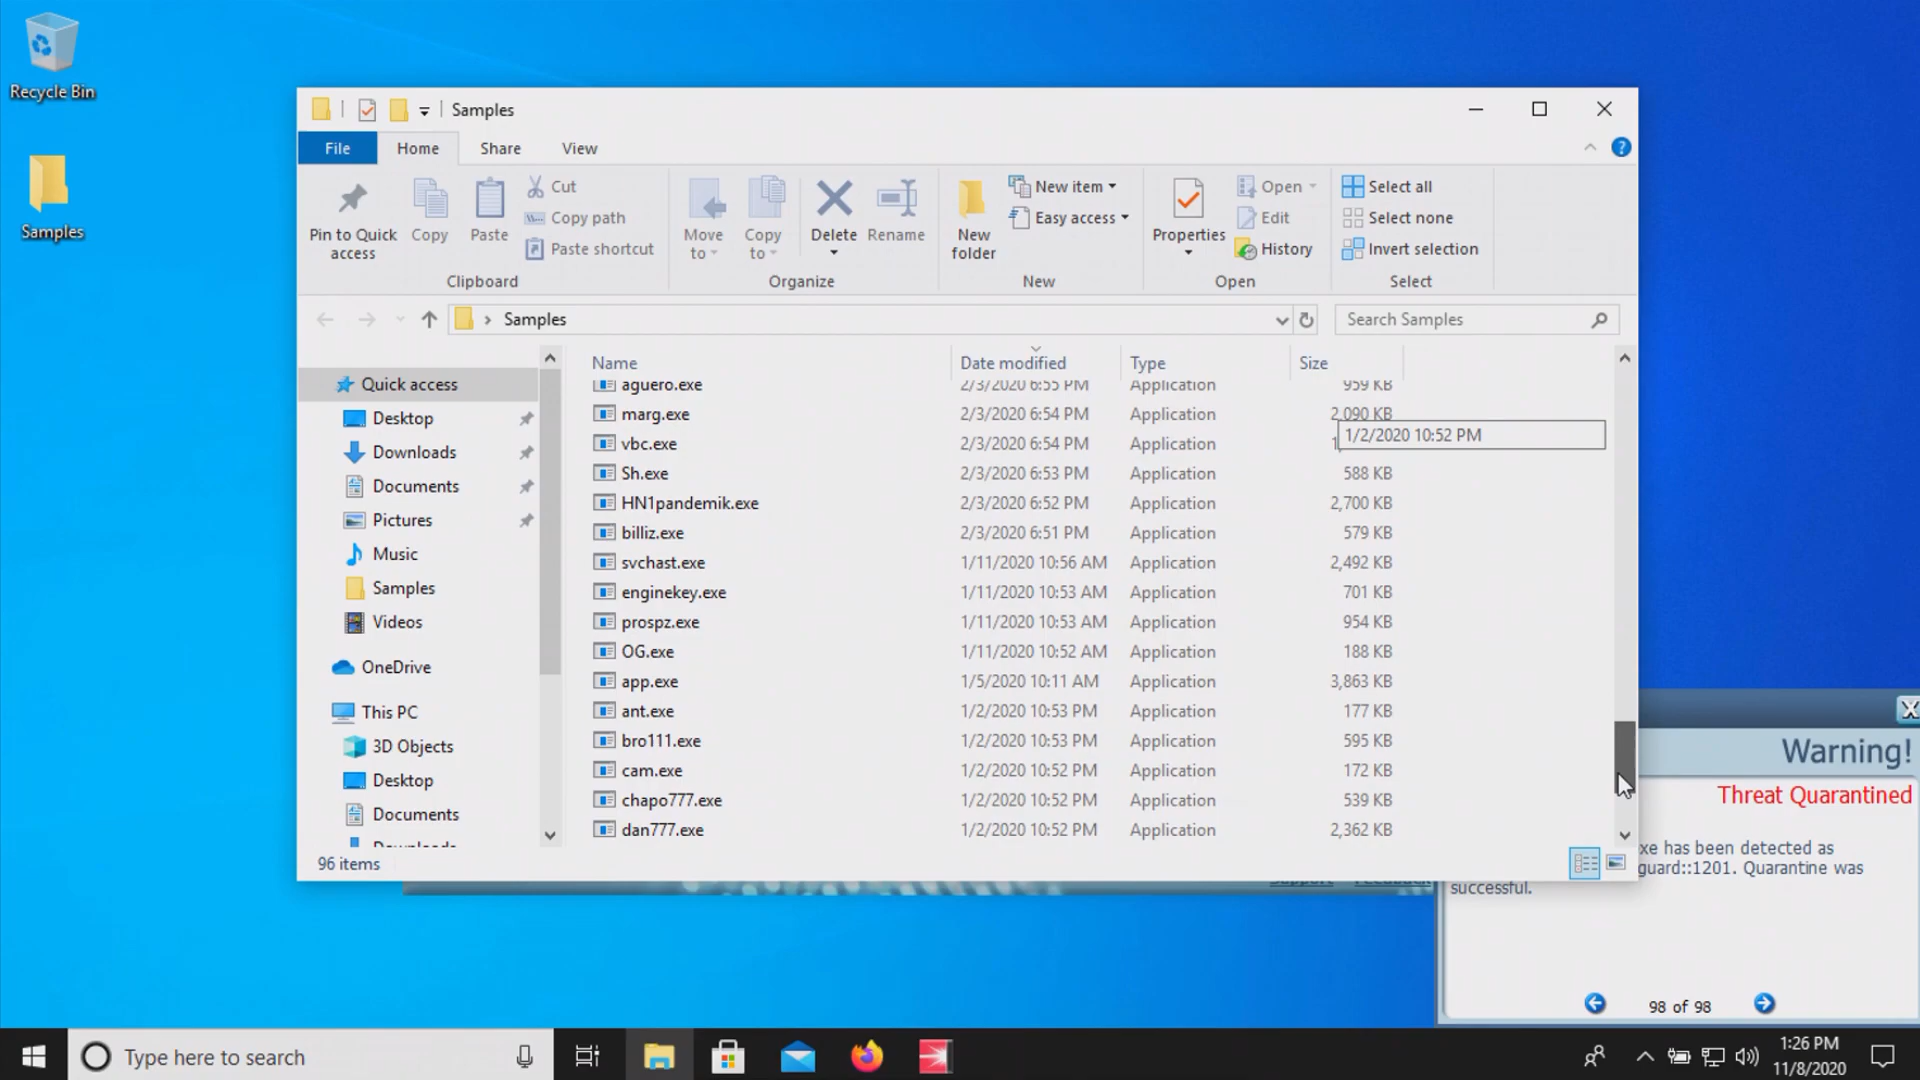 Recycle Bin
Samples
Samples
File
Home
Share
View
Pin to Quick access
Copy
Paste
Cut
Copy path
Paste shortcut
Clipboard
Move to
Copy to
Delete
Rename
Organize
New folder
New item
Easy access
New
Properties
Open
Edit
History
Open
Select all
Select none
Invert selection
Select
Samples
Search Samples
Quick access
Desktop
Downloads
Documents
Pictures
Music
Samples
Videos
OneDrive
This PC
3D Objects
Desktop
Documents
Downloads
Name Date modified Type Size
aguero.exe 2/3/2020 6:55 PM Application 959 KB
marg.exe 2/3/2020 6:54 PM Application 2,090 KB
1/2/2020 10:52 PM
vbc.exe 2/3/2020 6:54 PM Application
Sh.exe 2/3/2020 6:53 PM Application 588 KB
HN1pandemik.exe 2/3/2020 6:52 PM Application 2,700 KB
billiz.exe 2/3/2020 6:51 PM Application 579 KB
svchast.exe 1/11/2020 10:56 AM Application 2,492 KB
enginekey.exe 1/11/2020 10:53 AM Application 701 KB
prospz.exe 1/11/2020 10:53 AM Application 954 KB
OG.exe 1/11/2020 10:52 AM Application 188 KB
app.exe 1/5/2020 10:11 AM Application 3,863 KB
ant.exe 1/2/2020 10:53 PM Application 177 KB
bro111.exe 1/2/2020 10:53 PM Application 595 KB
cam.exe 1/2/2020 10:52 PM Application 172 KB
chapo777.exe 1/2/2020 10:52 PM Application 539 KB
dan777.exe 1/2/2020 10:52 PM Application 2,362 KB
96 items
Support Feedback
Warning!
Threat Quarantined
xe has been detected as
guard::1201. Quarantine was
successful.
98 of 98
Type here to search
1:26 PM
11/8/2020